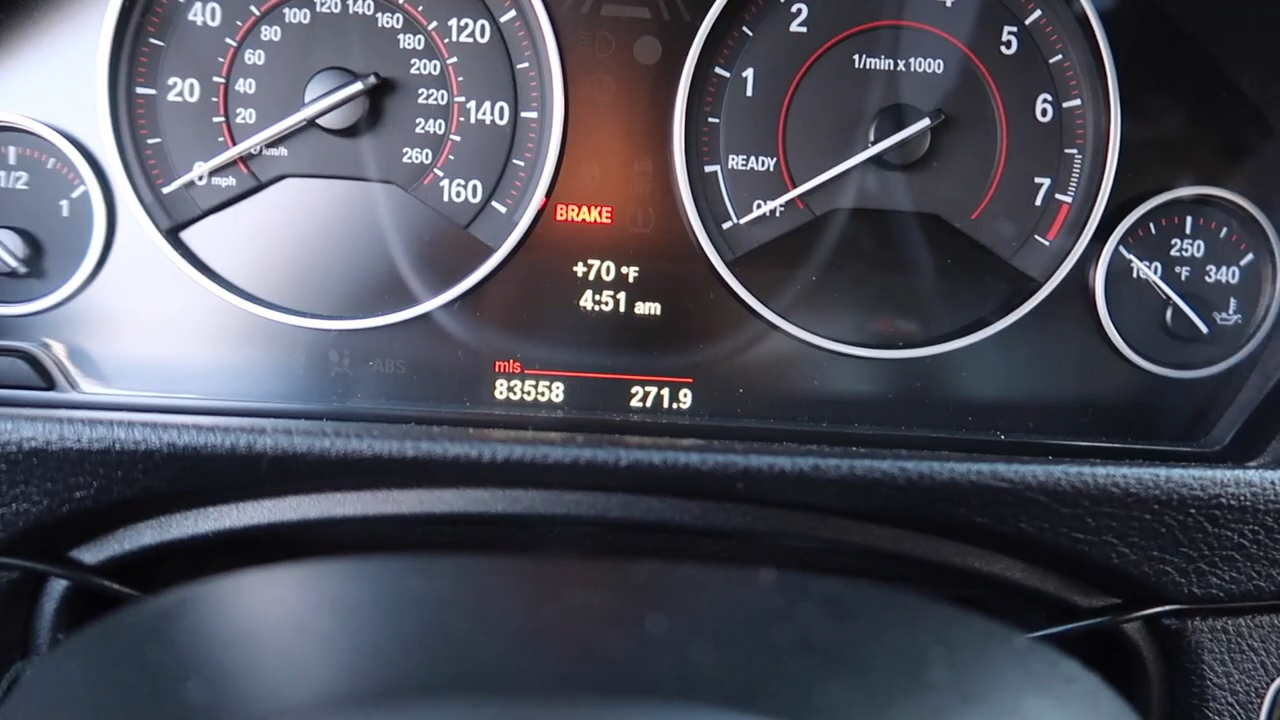 1/2
1
0 mph
20
40
120
140
160
0 km/h
20
40
60
80
100
120
140
160
180
200
220
240
260
BRAKE
+70 °F
4:51 am
mls
83558 271.9
ABS
1/min x 1000
OFF
READY
1
2
5
6
7
160 °F 340
250